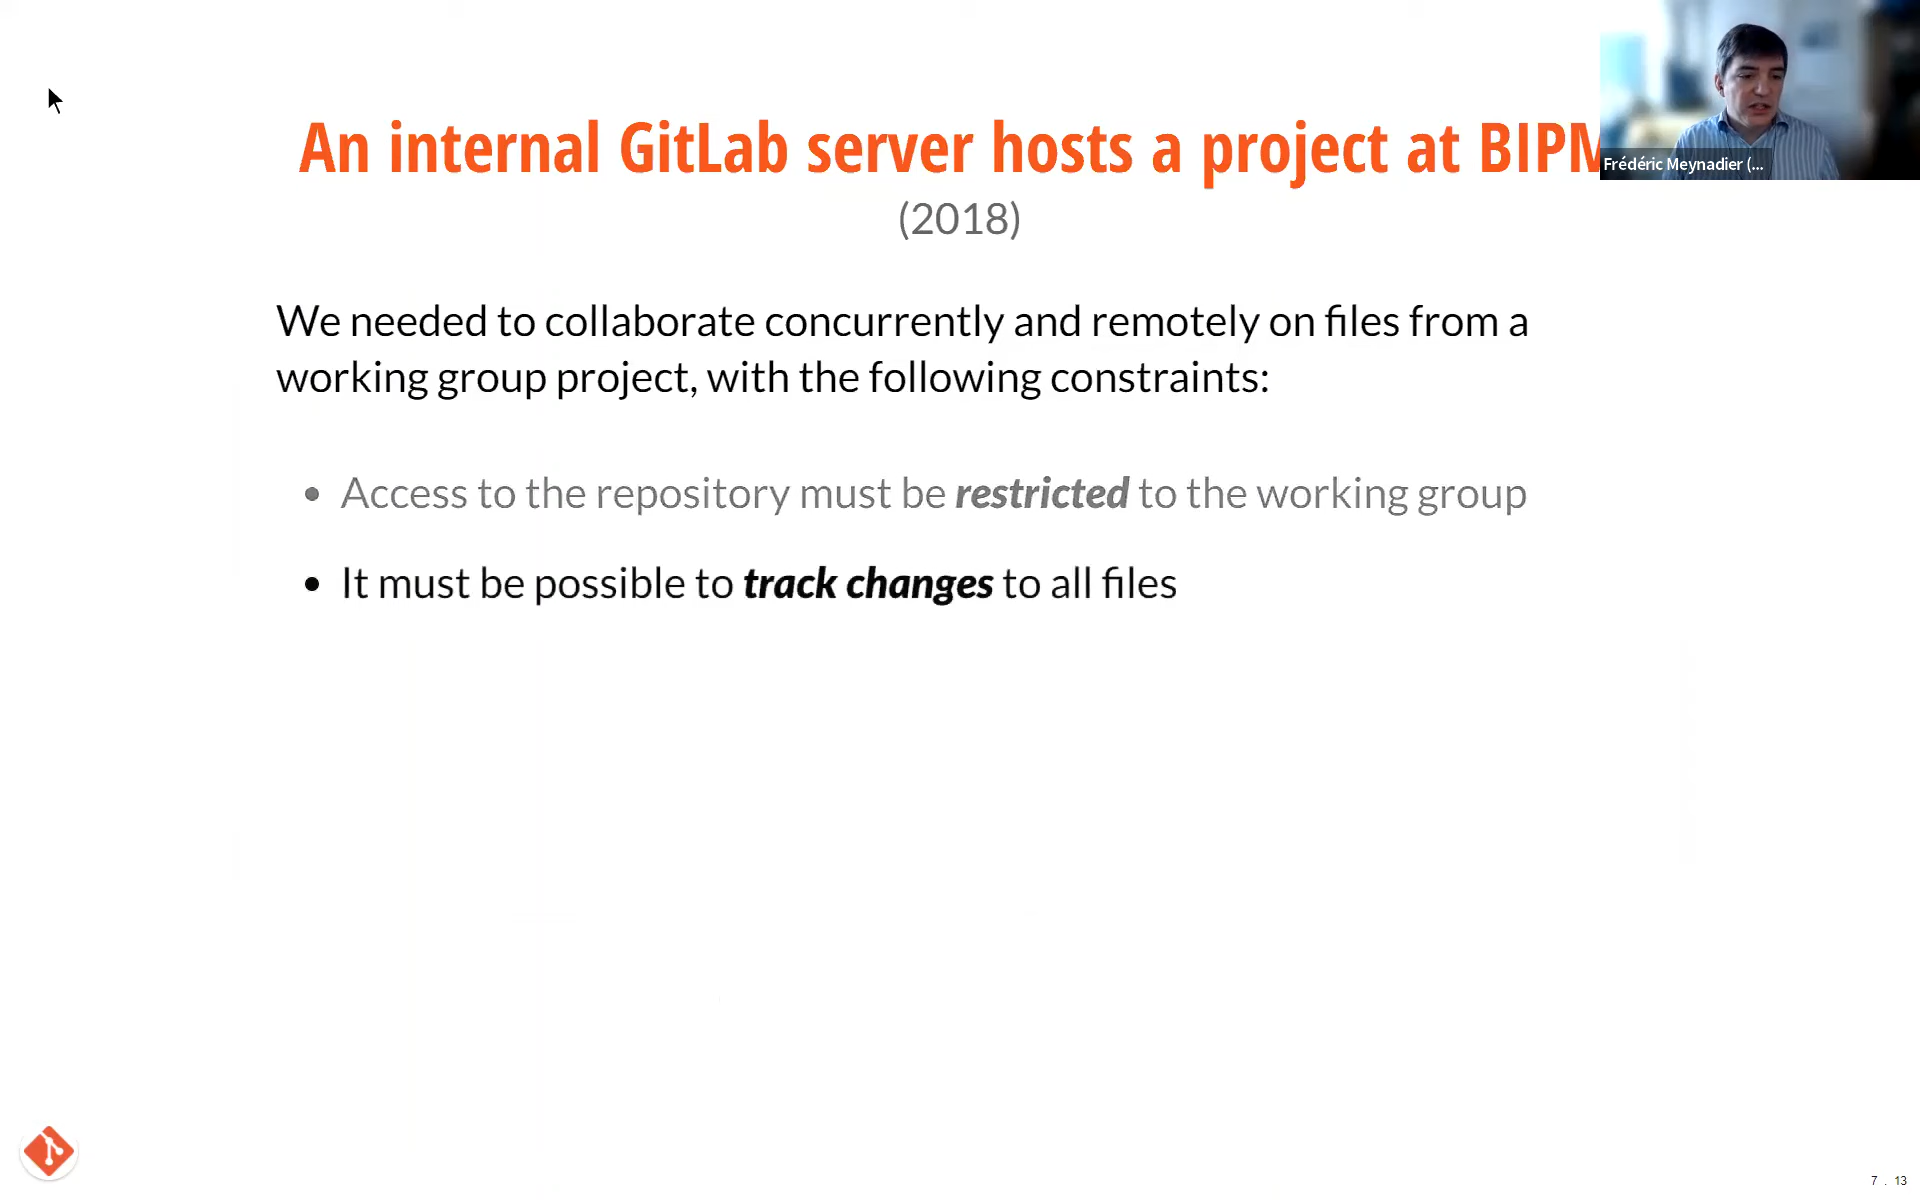 An internal GitLab server hosts a project at BIPM
(2018)
Frédéric Meynadier (...
We needed to collaborate concurrently and remotely on files from a
working group project, with the following constraints:
• Access to the repository must be restricted to the working group
• It must be possible to track changes to all files
7 . 13